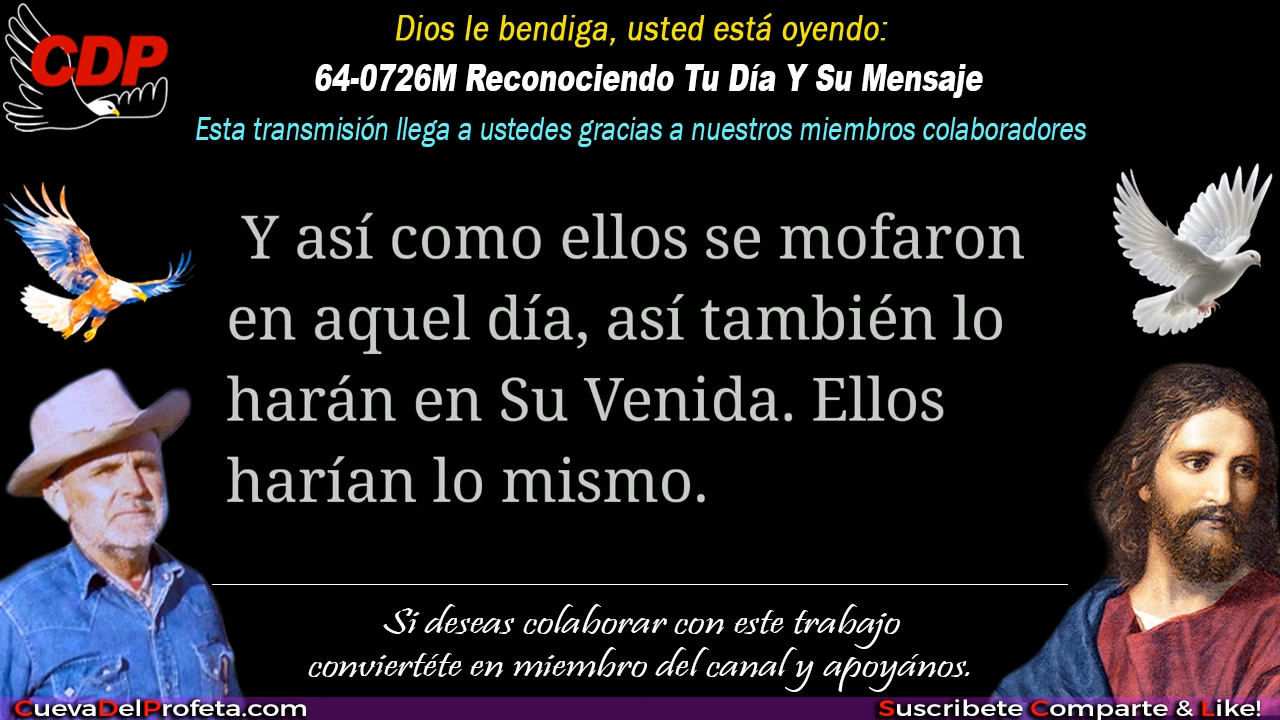 CDP
Dios le bendiga, usted está oyendo:
64-0726M Reconociendo Tu Día Y Su Mensaje
Esta transmisión llega a ustedes gracias a nuestros miembros colaboradores
Y así como ellos se mofaron
en aquel día, así también lo
harán en Su Venida. Ellos
harían lo mismo.
Si deseas colaborar con este trabajo
conviertéte en miembro del canal y apoyános.
CuevaDelProfeta.com
Suscribete Comparte & Like!